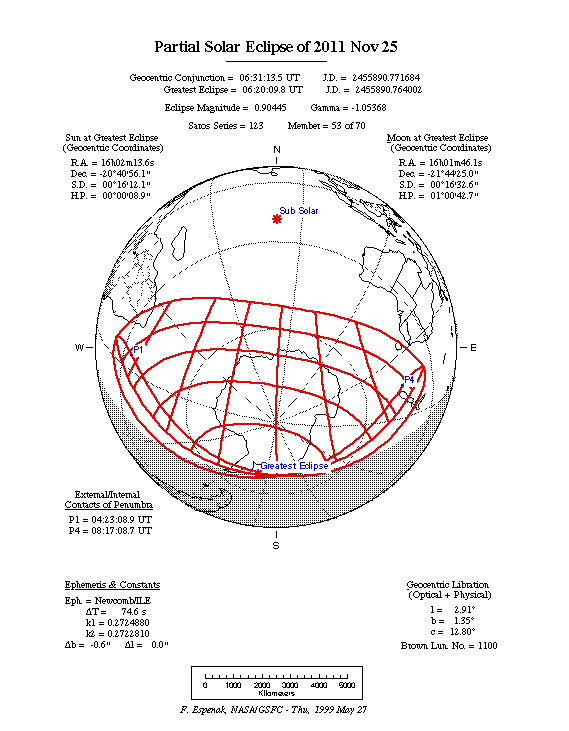 Partial Solar Eclipse of 2011 Nov 25
Geocentric Conjunction = 06:31:13.5 UT J.D. = 2455890.771684
Greatest Eclipse = 06:20:09.8 UT J.D. = 2455890.764002
Eclipse Magnitude = 0.90445 Gamma = -1.05368
Saros Series = 123 Member = 53 of 70
Sun at Greatest Eclipse
(Geocentric Coordinates)
R.A. = 16h02m13.6s
Dec. = -20°40'56.1"
S.D. = 00°16'12.1"
H.P. = 00°00'08.9"
Moon at Greatest Eclipse
(Geocentric Coordinates)
R.A. = 16h01m46.1s
Dec. = -21°44'25.0"
S.D. = 00°16'32.6"
H.P. = 01°00'42.7"
N
Sub Solar
W
P1
E
P4
Greatest Eclipse
S
External/Internal
Contacts of Penumbra
P1 = 04:23:08.9 UT
P4 = 08:17:08.7 UT
Ephemeris & Constants
Eph. = Newcomb/ILE
ΔT = 74.6 s
k1 = 0.2724880
k2 = 0.2722810
Δb = -0.6" Δl = 0.0"
Geocentric Libration
(Optical + Physical)
l = 2.91°
b = 1.35°
c = 12.80°
Brown Lun. No. = 1100
0 1000 2000 3000 4000 5000
Kilometers
F. Espenak, NASA/GSFC - Thu, 1999 May 27